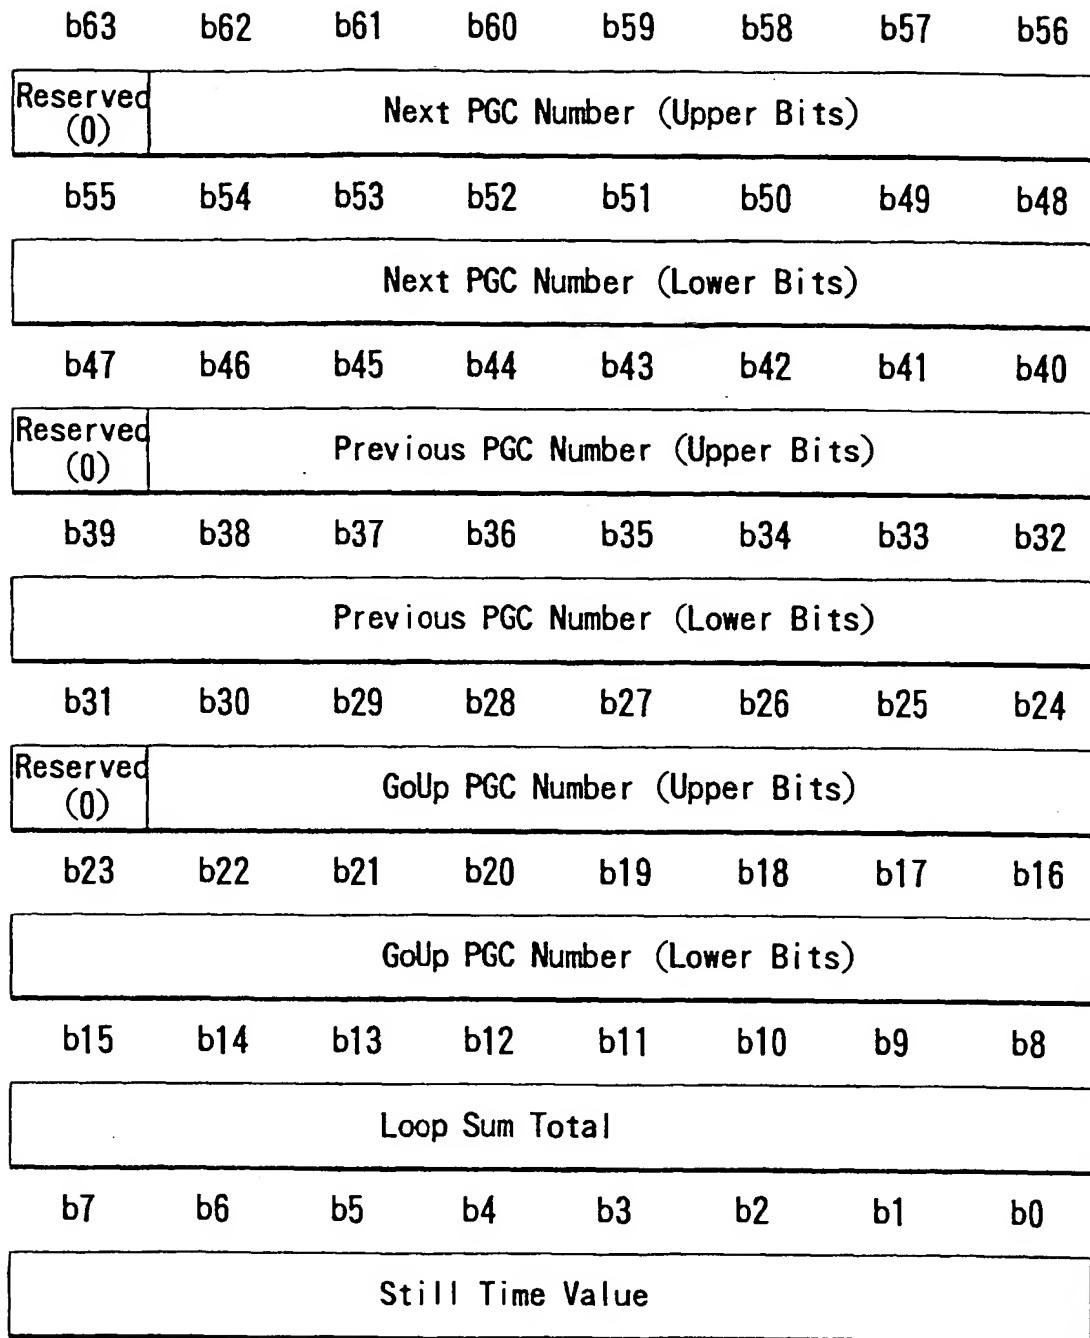 b63 b62 b61 b60 b59 b58 b57 b56
Reserved Next PGC Number (Upper Bits)
(0)
b55 b54 b53 b52 b51 b50 b49 b48
Next PGC Number (Lower Bits)
b47 b46 b45 b44 b43 b42 b41 b40
Reserved Previous PGC Number (Upper Bits)
(0)
b39 b38 b37 b36 b35 b34 b33 b32
Previous PGC Number (Lower Bits)
b31 b30 b29 b28 b27 b26 b25 b24
Reserved GoUp PGC Number (Upper Bits)
(0)
b23 b22 b21 b20 b19 b18 b17 b16
GoUp PGC Number (Lower Bits)
b15 b14 b13 b12 b11 b10 b9 b8
Loop Sum Total
b7 b6 b5 b4 b3 b2 b1 b0
Still Time Value